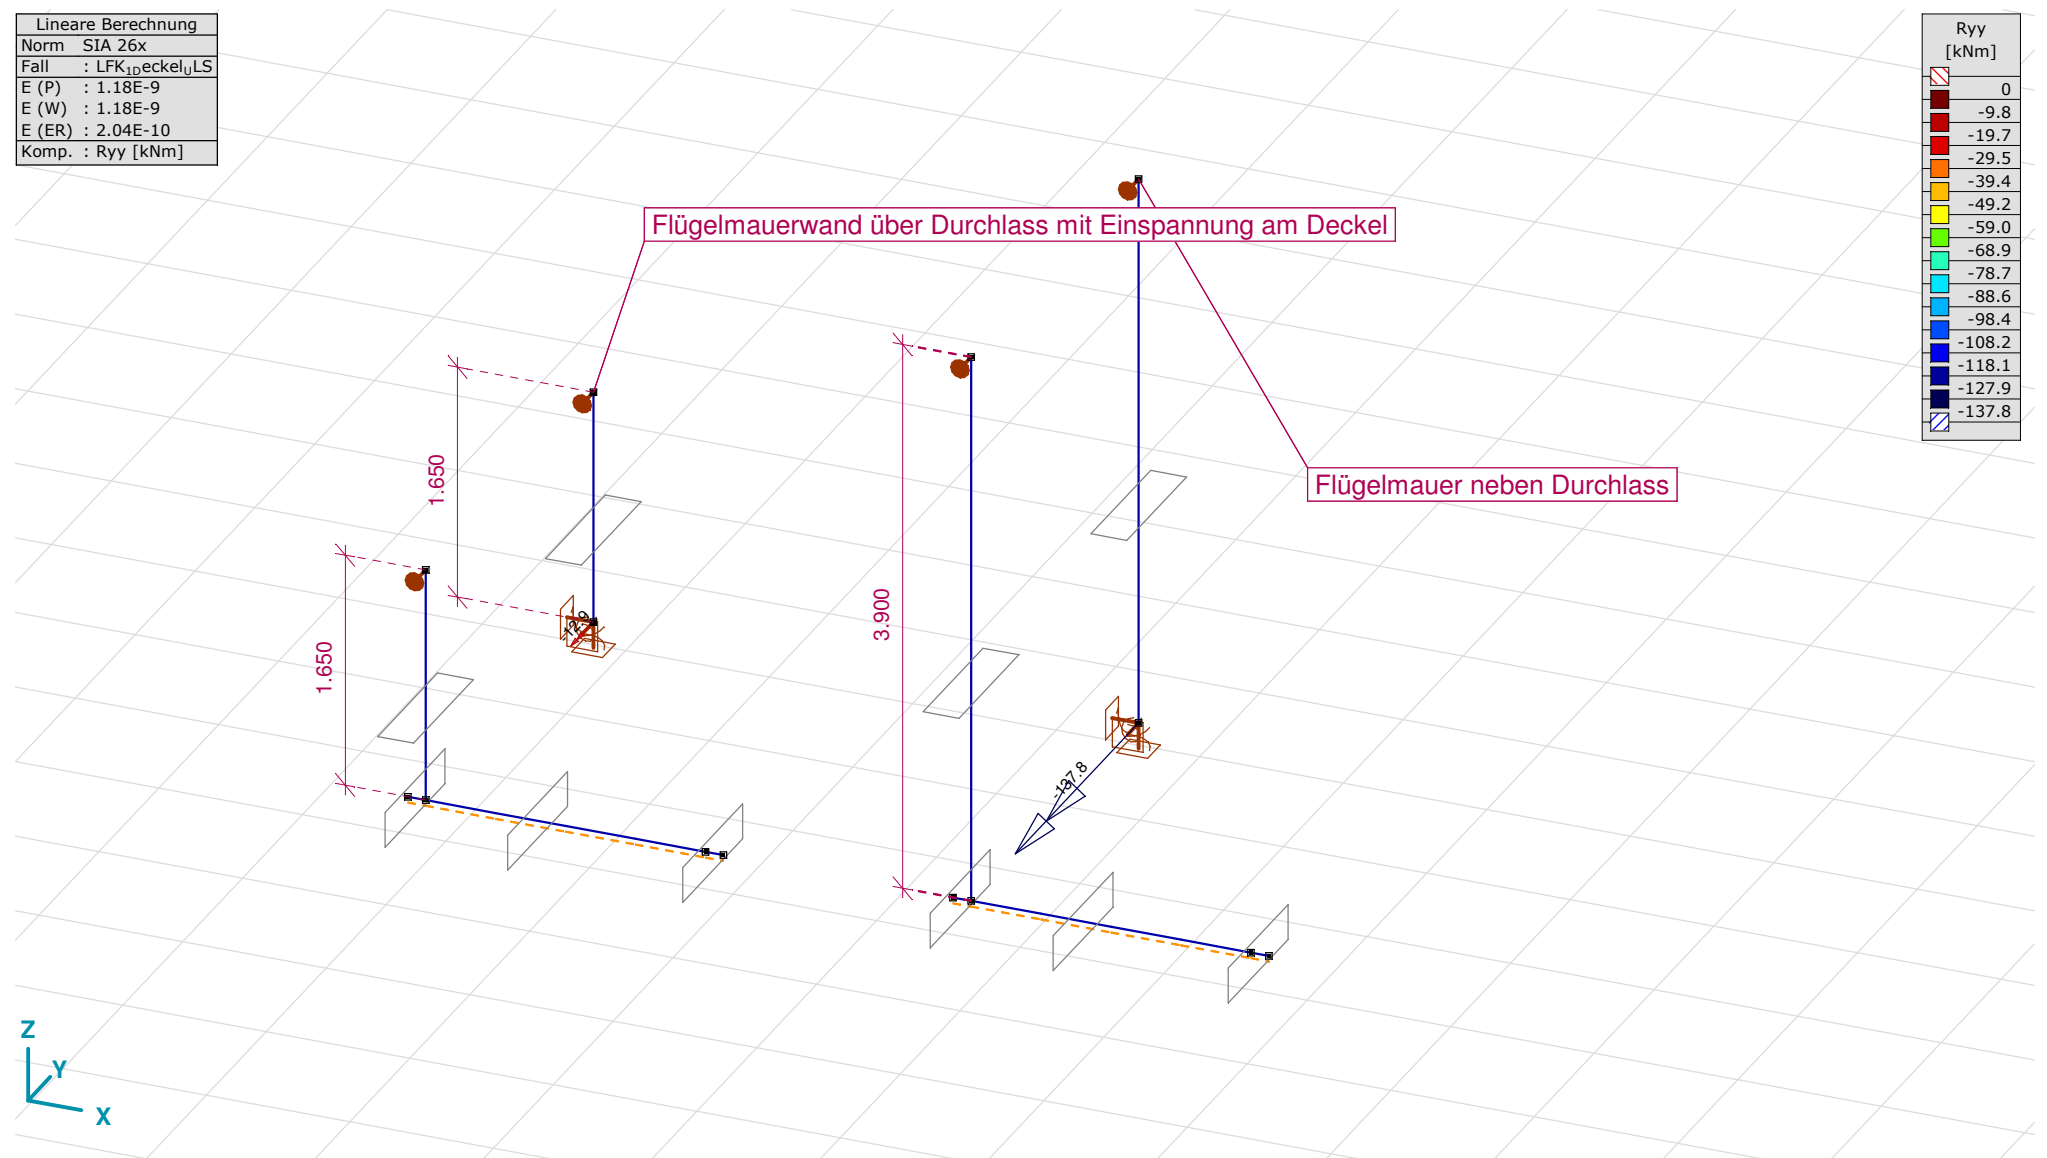 Lineare Berechnung
Norm SIA 26x
Fall : LFK1DeckelULS
E (P) : 1.18E-9
E (W) : 1.18E-9
E (ER) : 2.04E-10
Komp. : Ryy [kNm]
Ryy
[kNm]
0
-9.8
-19.7
-29.5
-39.4
-49.2
-59.0
-68.9
-78.7
-88.6
-98.4
-108.2
-118.1
-127.9
-137.8
Flügelmauerwand über Durchlass mit Einspannung am Deckel
Flügelmauer neben Durchlass
1.650
1.650
3.900
-12.9
-137.8
Z
Y
X